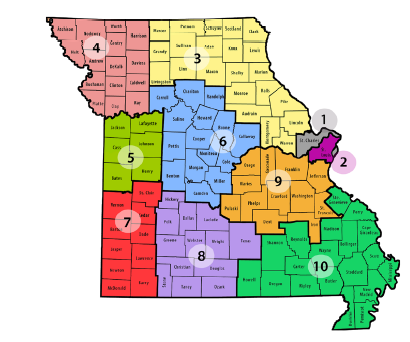 Atchison
Nodaway
Worth
Harrison
Gentry
Holt
Andrew
DeKalb
Daviess
Buchanan
Clinton
Caldwell
Platte
Clay
Ray
4
Mercer
Putnam
Schuyler
Scotland
Clark
Grundy
Sullivan
Adair
Knox
Lewis
Linn
Macon
Shelby
Marion
Livingston
3
Monroe
Ralls
Pike
Audrain
Montgomery
Lincoln
Warren
1
St. Charles
2
Carroll
Chariton
Randolph
Saline
Howard
Boone
Callaway
Pettis
Cooper
Moniteau
Cole
Benton
Morgan
Miller
Camden
6
Jackson
Lafayette
Cass
Johnson
Bates
Henry
5
Osage
Gasconade
Franklin
Jefferson
Maries
Crawford
Washington
Pulaski
Phelps
Dent
St.
Iron
9
St. Clair
Vernon
Cedar
Dade
Jasper
Lawrence
Newton
McDonald
Barry
7
Hickory
Polk
Dallas
Laclede
Greene
Webster
Wright
Texas
Christian
Douglas
Stone
Taney
Ozark
8
Genevieve
Perry
Madison
Cape
Girardeau
Bollinger
Reynolds
Wayne
Shannon
Carter
Scott
Stoddard
Howell
Oregon
Ripley
Butler
New
Madrid
Dunklin
Pemiscot
10